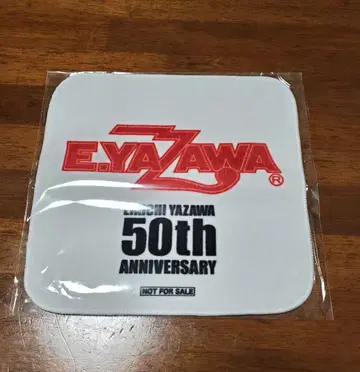 E.YAZAWA®
EIKICHI YAZAWA
50th
ANNIVERSARY
NOT FOR SALE